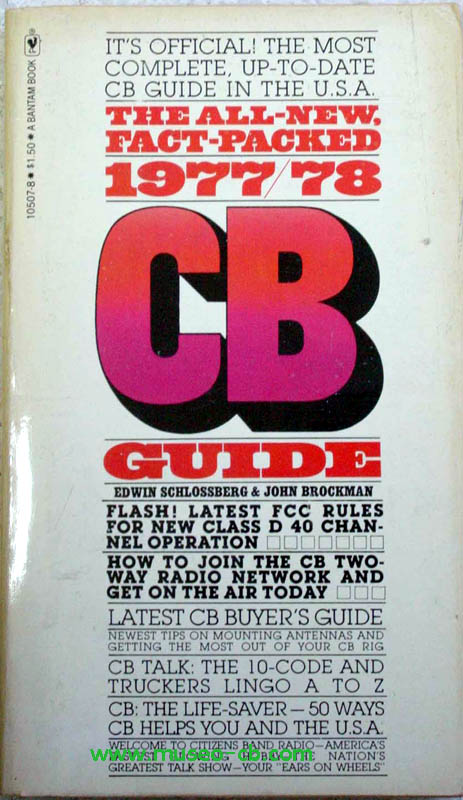 IT'S OFFICIAL! THE MOST
COMPLETE, UP-TO-DATE
CB GUIDE IN THE U.S.A.
THE ALL-NEW,
FACT-PACKED
1977/78
CB
GUIDE
EDWIN SCHLOSSBERG & JOHN BROCKMAN
FLASH! LATEST FCC RULES
FOR NEW CLASS D 40 CHAN-
NEL OPERATION □□□□□□□
HOW TO JOIN THE CB TWO-
WAY RADIO NETWORK AND
GET ON THE AIR TODAY □□□
LATEST CB BUYER'S GUIDE
NEWEST TIPS ON MOUNTING ANTENNAS AND
GETTING THE MOST OUT OF YOUR CB RIG
CB TALK: THE 10-CODE AND
TRUCKERS LINGO A TO Z
CB: THE LIFE-SAVER — 50 WAYS
CB HELPS YOU AND THE U.S.A.
WELCOME TO CITIZENS BAND RADIO—AMERICA'S
NATION'S
GREATEST TALK SHOW—YOUR "EARS ON WHEELS"
www.museo-cb.com
10507-8 ★ $1.50 ★ A BANTAM BOOK